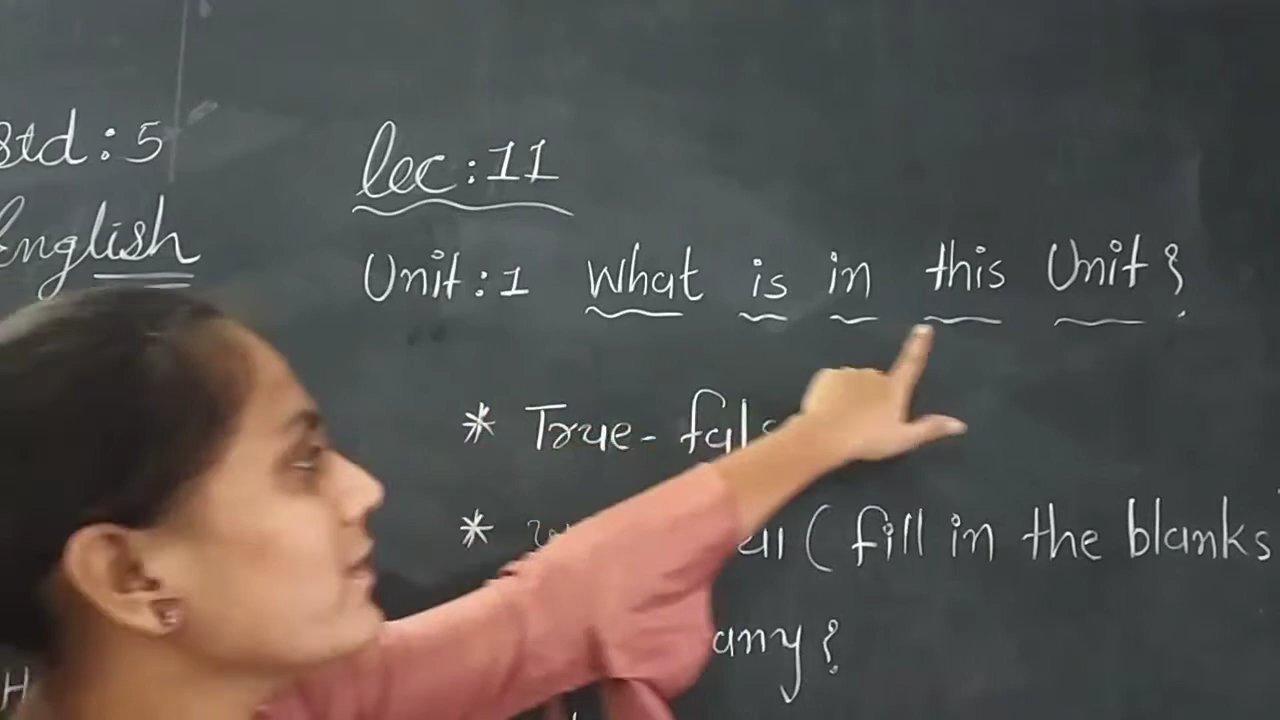 Std : 5
English
lec : 11
Unit : 1 What is in this Unit ?
* True - fals
* ( fill in the blanks
any ?
H